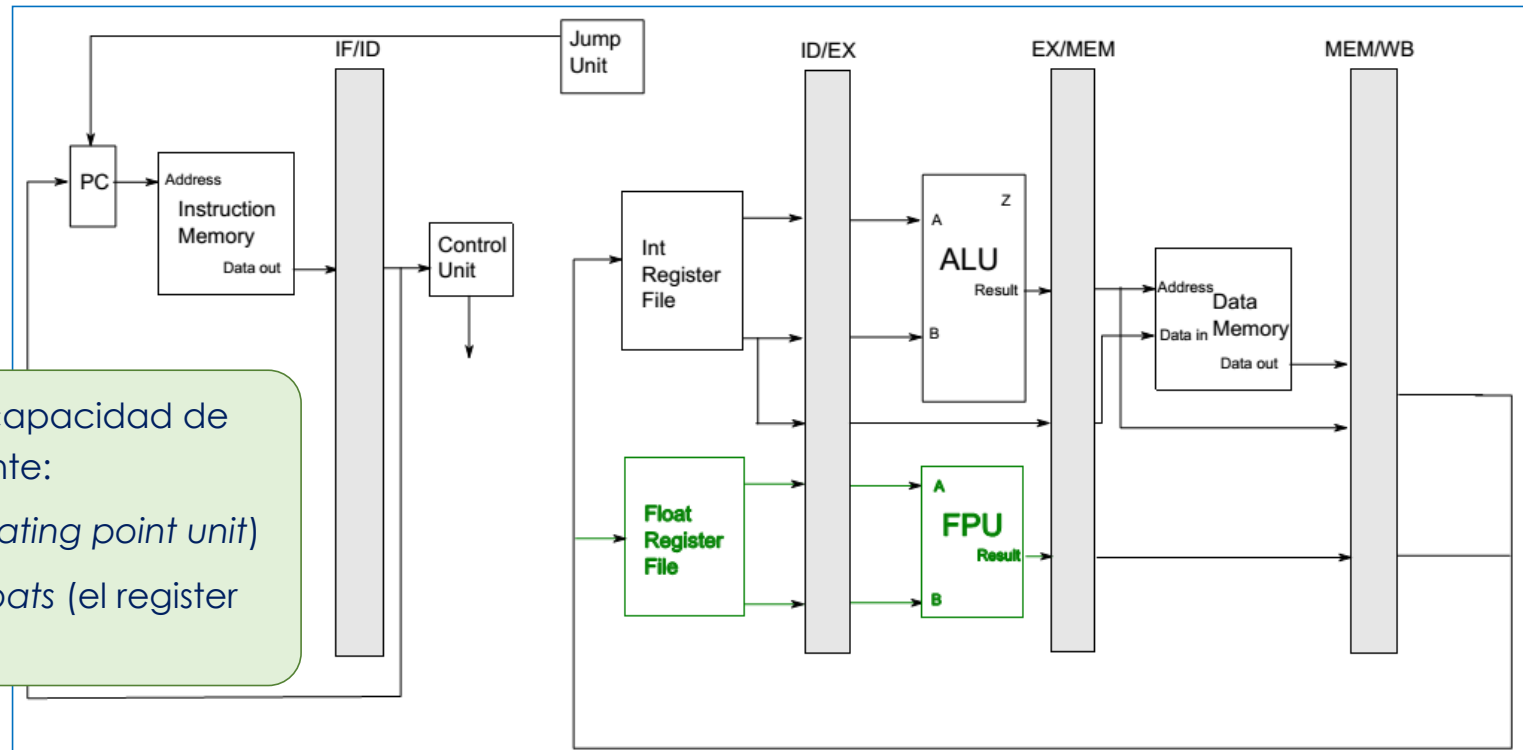 IF/ID
Jump
Unit
ID/EX
EX/MEM
MEM/WB
PC
Address
Instruction
Memory
Data out
Control
Unit
Int
Register
File
A
Z
ALU
Result
B
Address
Data
Data in Memory
Data out
Float
Register
File
A
FPU
Result
B
capacidad de
nte:
ating point unit)
oats (el register